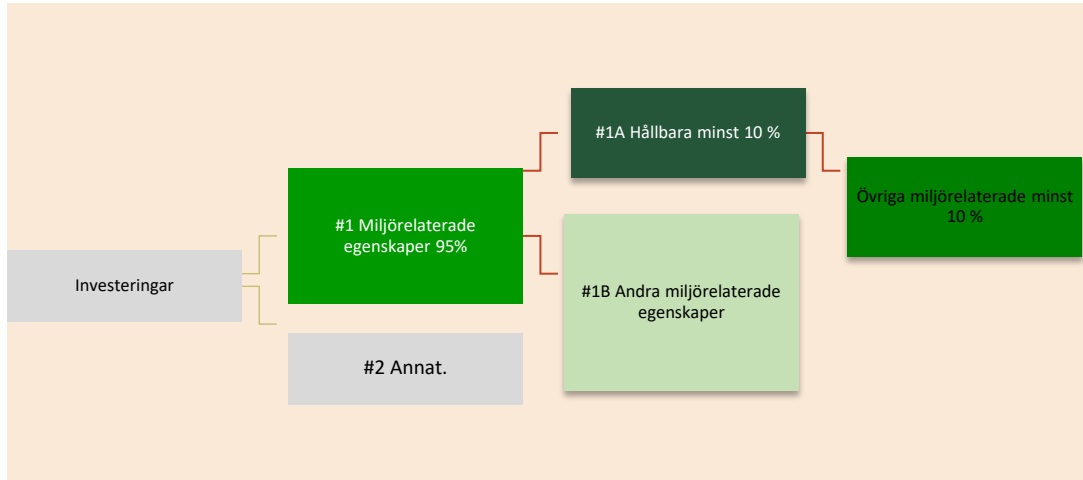 Investeringar
#1 Miljörelaterade
egenskaper 95%
#2 Annat.
#1A Hållbara minst 10 %
#1B Andra miljörelaterade
egenskaper
Övriga miljörelaterade minst
10 %